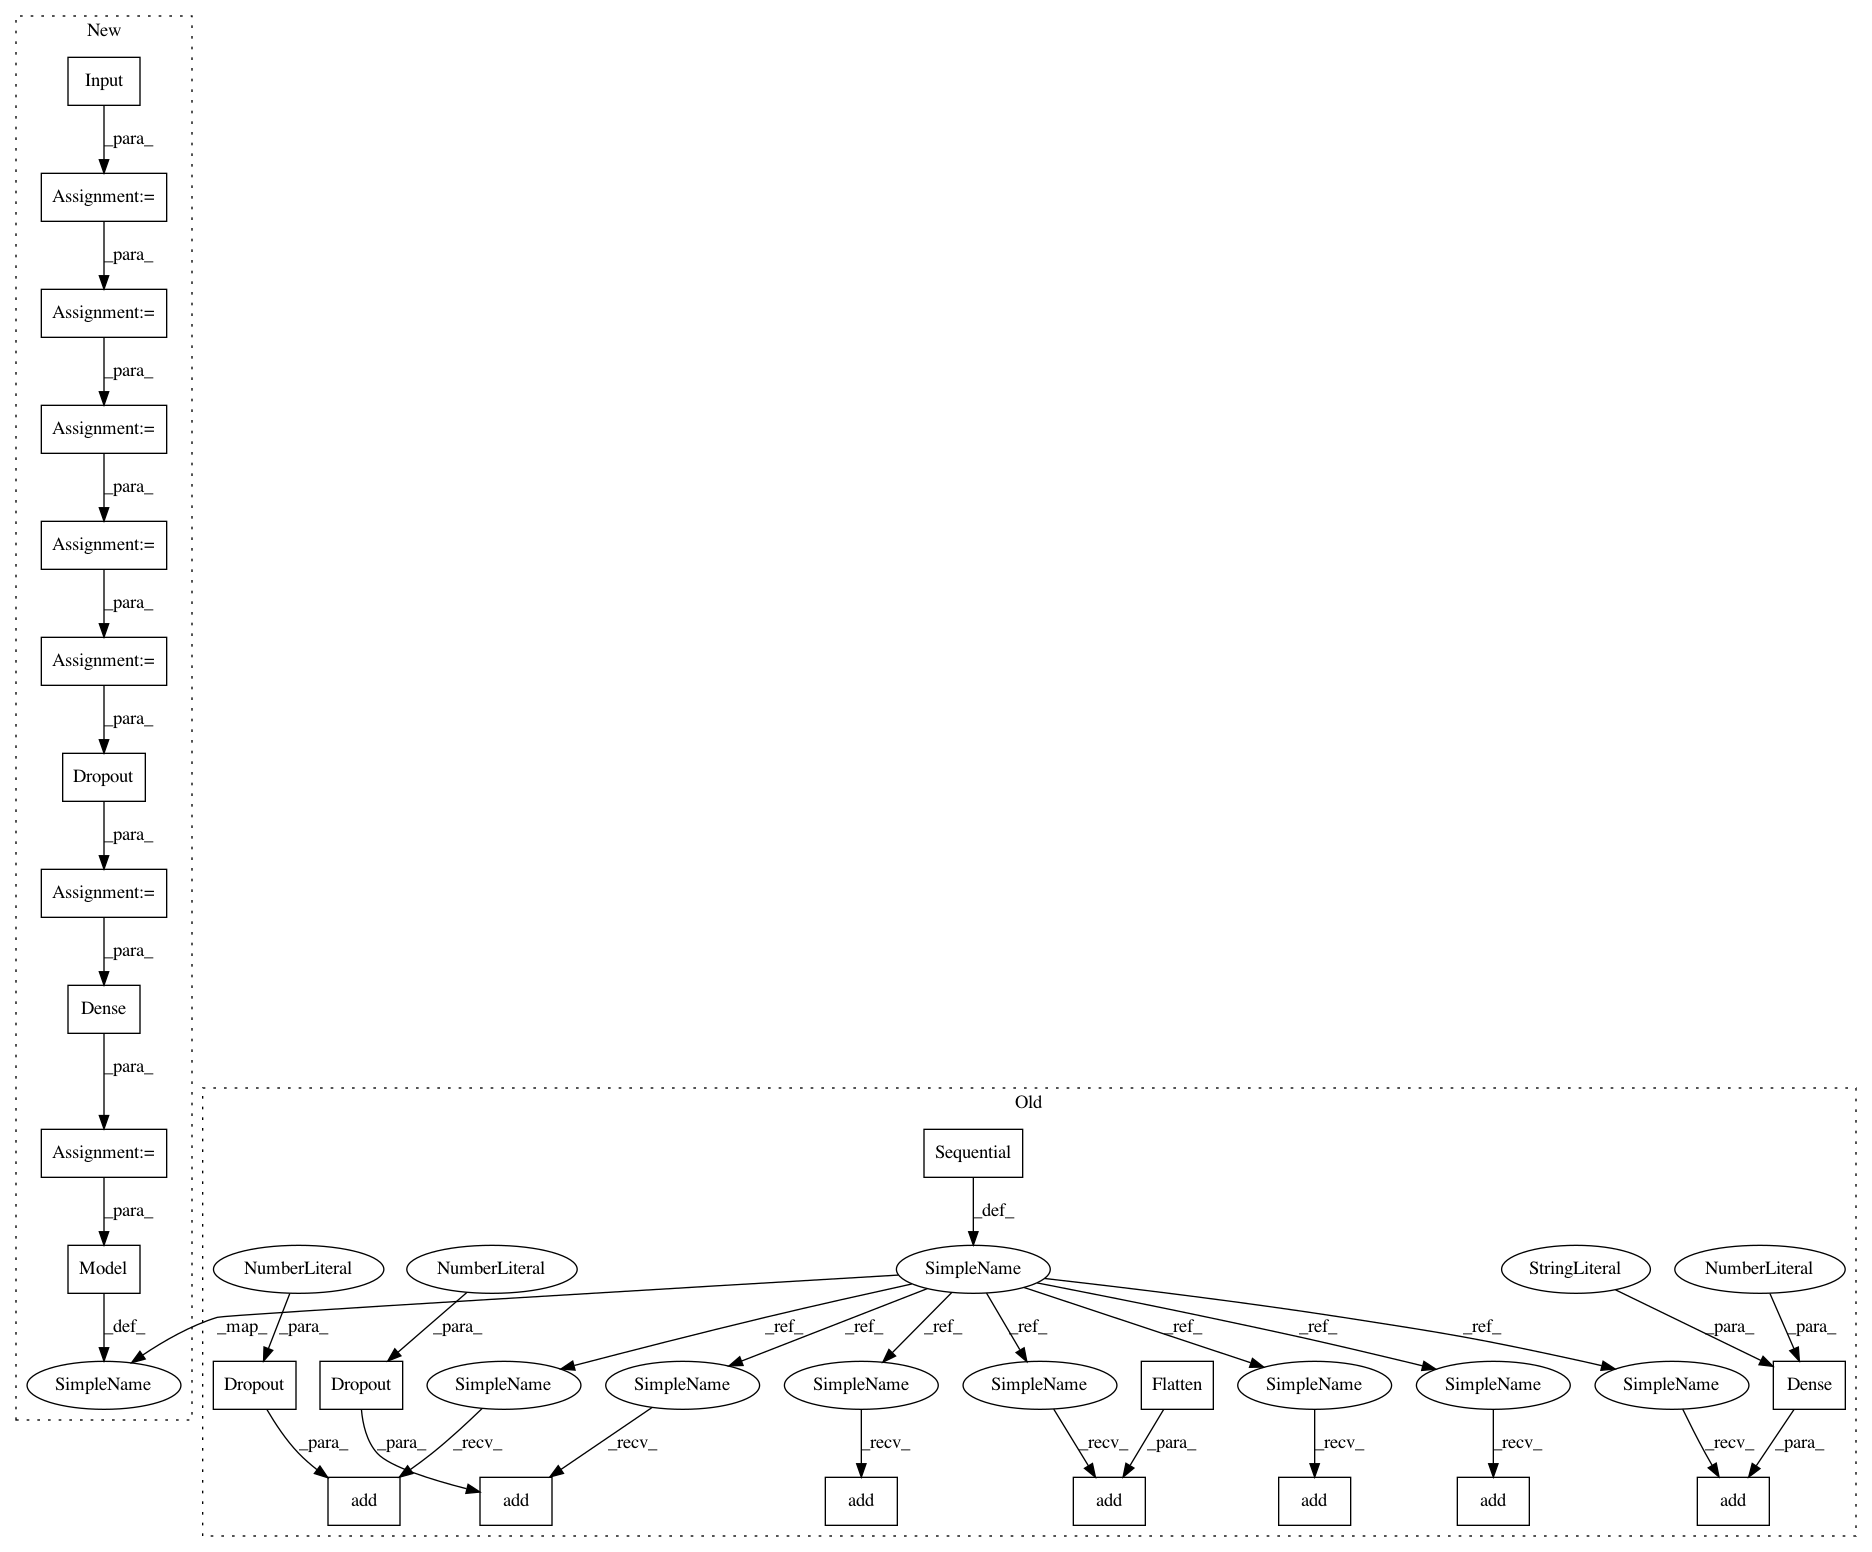 New
Input
_para_
Assignment:=
_para_
Assignment:=
_para_
Assignment:=
_para_
Assignment:=
_para_
Assignment:=
_para_
Dropout
_para_
Assignment:=
_para_
Dense
_para_
Assignment:=
_para_
Model
_def_
SimpleName
Old
Sequential
_def_
NumberLiteral
NumberLiteral
SimpleName
StringLiteral
NumberLiteral
_map_
_para_
_para_
_ref_
_ref_
_ref_
_ref_
_ref_
_ref_
_ref_
_para_
_para_
Dropout
Dropout
SimpleName
SimpleName
SimpleName
SimpleName
Flatten
SimpleName
SimpleName
SimpleName
Dense
_para_
_para_
_recv_
_recv_
_recv_
_recv_
_para_
_recv_
_recv_
_recv_
_para_
add
add
add
add
add
add
add